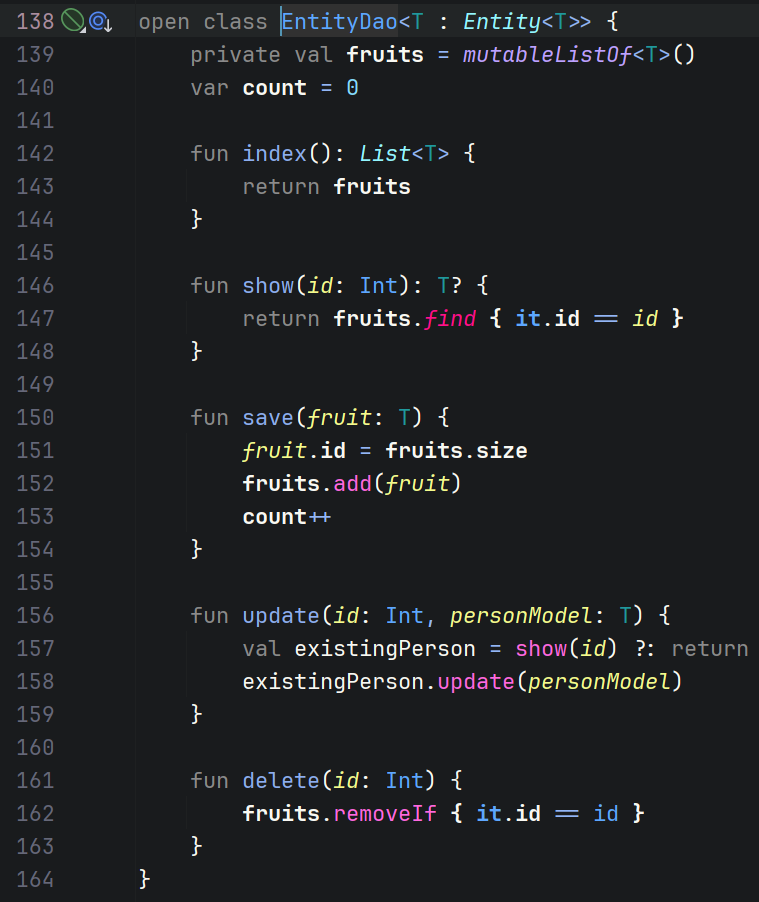 138 open class EntityDao<T : Entity<T>> {
139     private val fruits = mutableListOf<T>()
140     var count = 0
141
142     fun index(): List<T> {
143         return fruits
144     }
145
146     fun show(id: Int): T? {
147         return fruits.find { it.id == id }
148     }
149
150     fun save(fruit: T) {
151         fruit.id = fruits.size
152         fruits.add(fruit)
153         count++
154     }
155
156     fun update(id: Int, personModel: T) {
157         val existingPerson = show(id) ?: return
158         existingPerson.update(personModel)
159     }
160
161     fun delete(id: Int) {
162         fruits.removeIf { it.id == id }
163     }
164 }